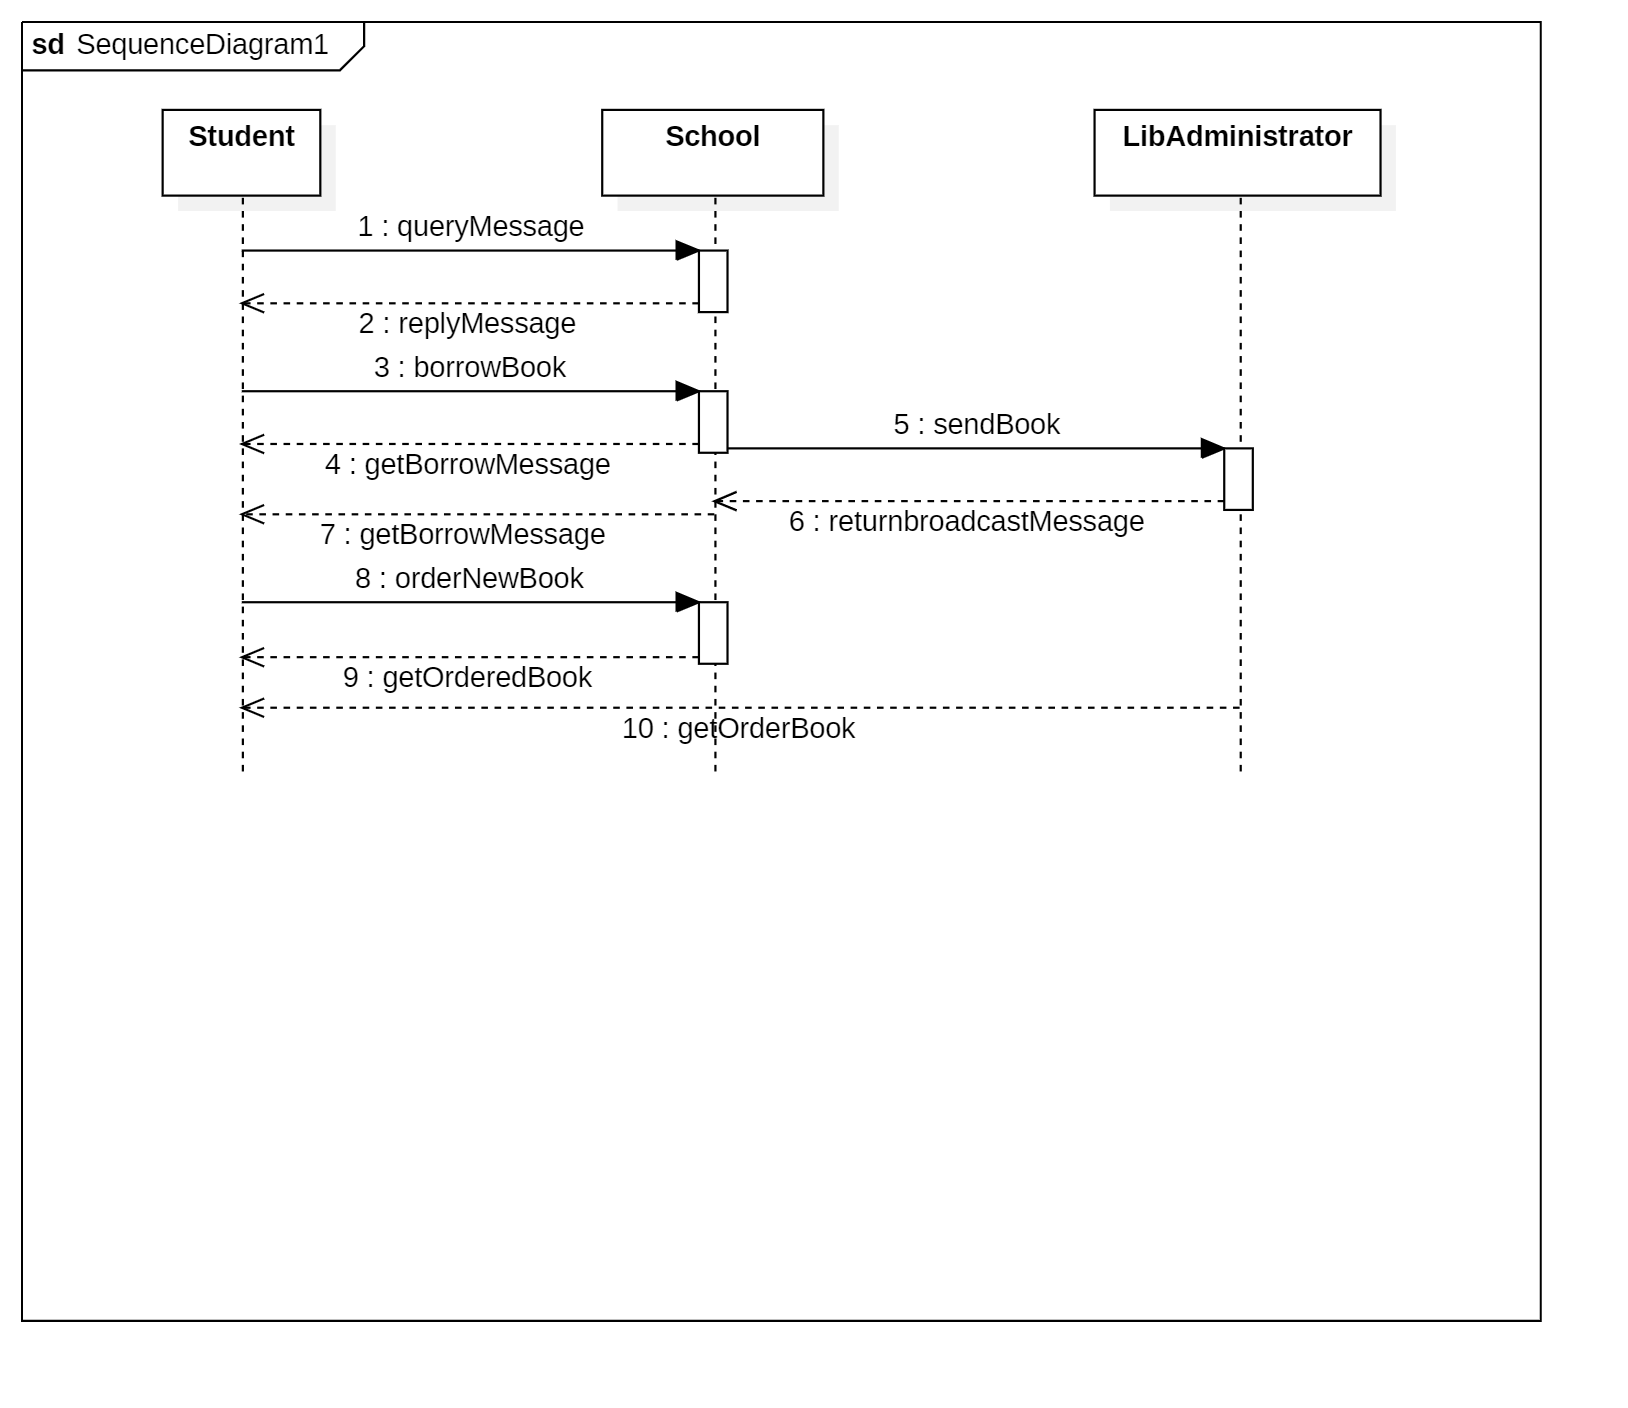 sd SequenceDiagram1
Student
School
LibAdministrator
1 : queryMessage
2 : replyMessage
3 : borrowBook
4 : getBorrowMessage
5 : sendBook
6 : returnbroadcastMessage
7 : getBorrowMessage
8 : orderNewBook
9 : getOrderedBook
10 : getOrderBook